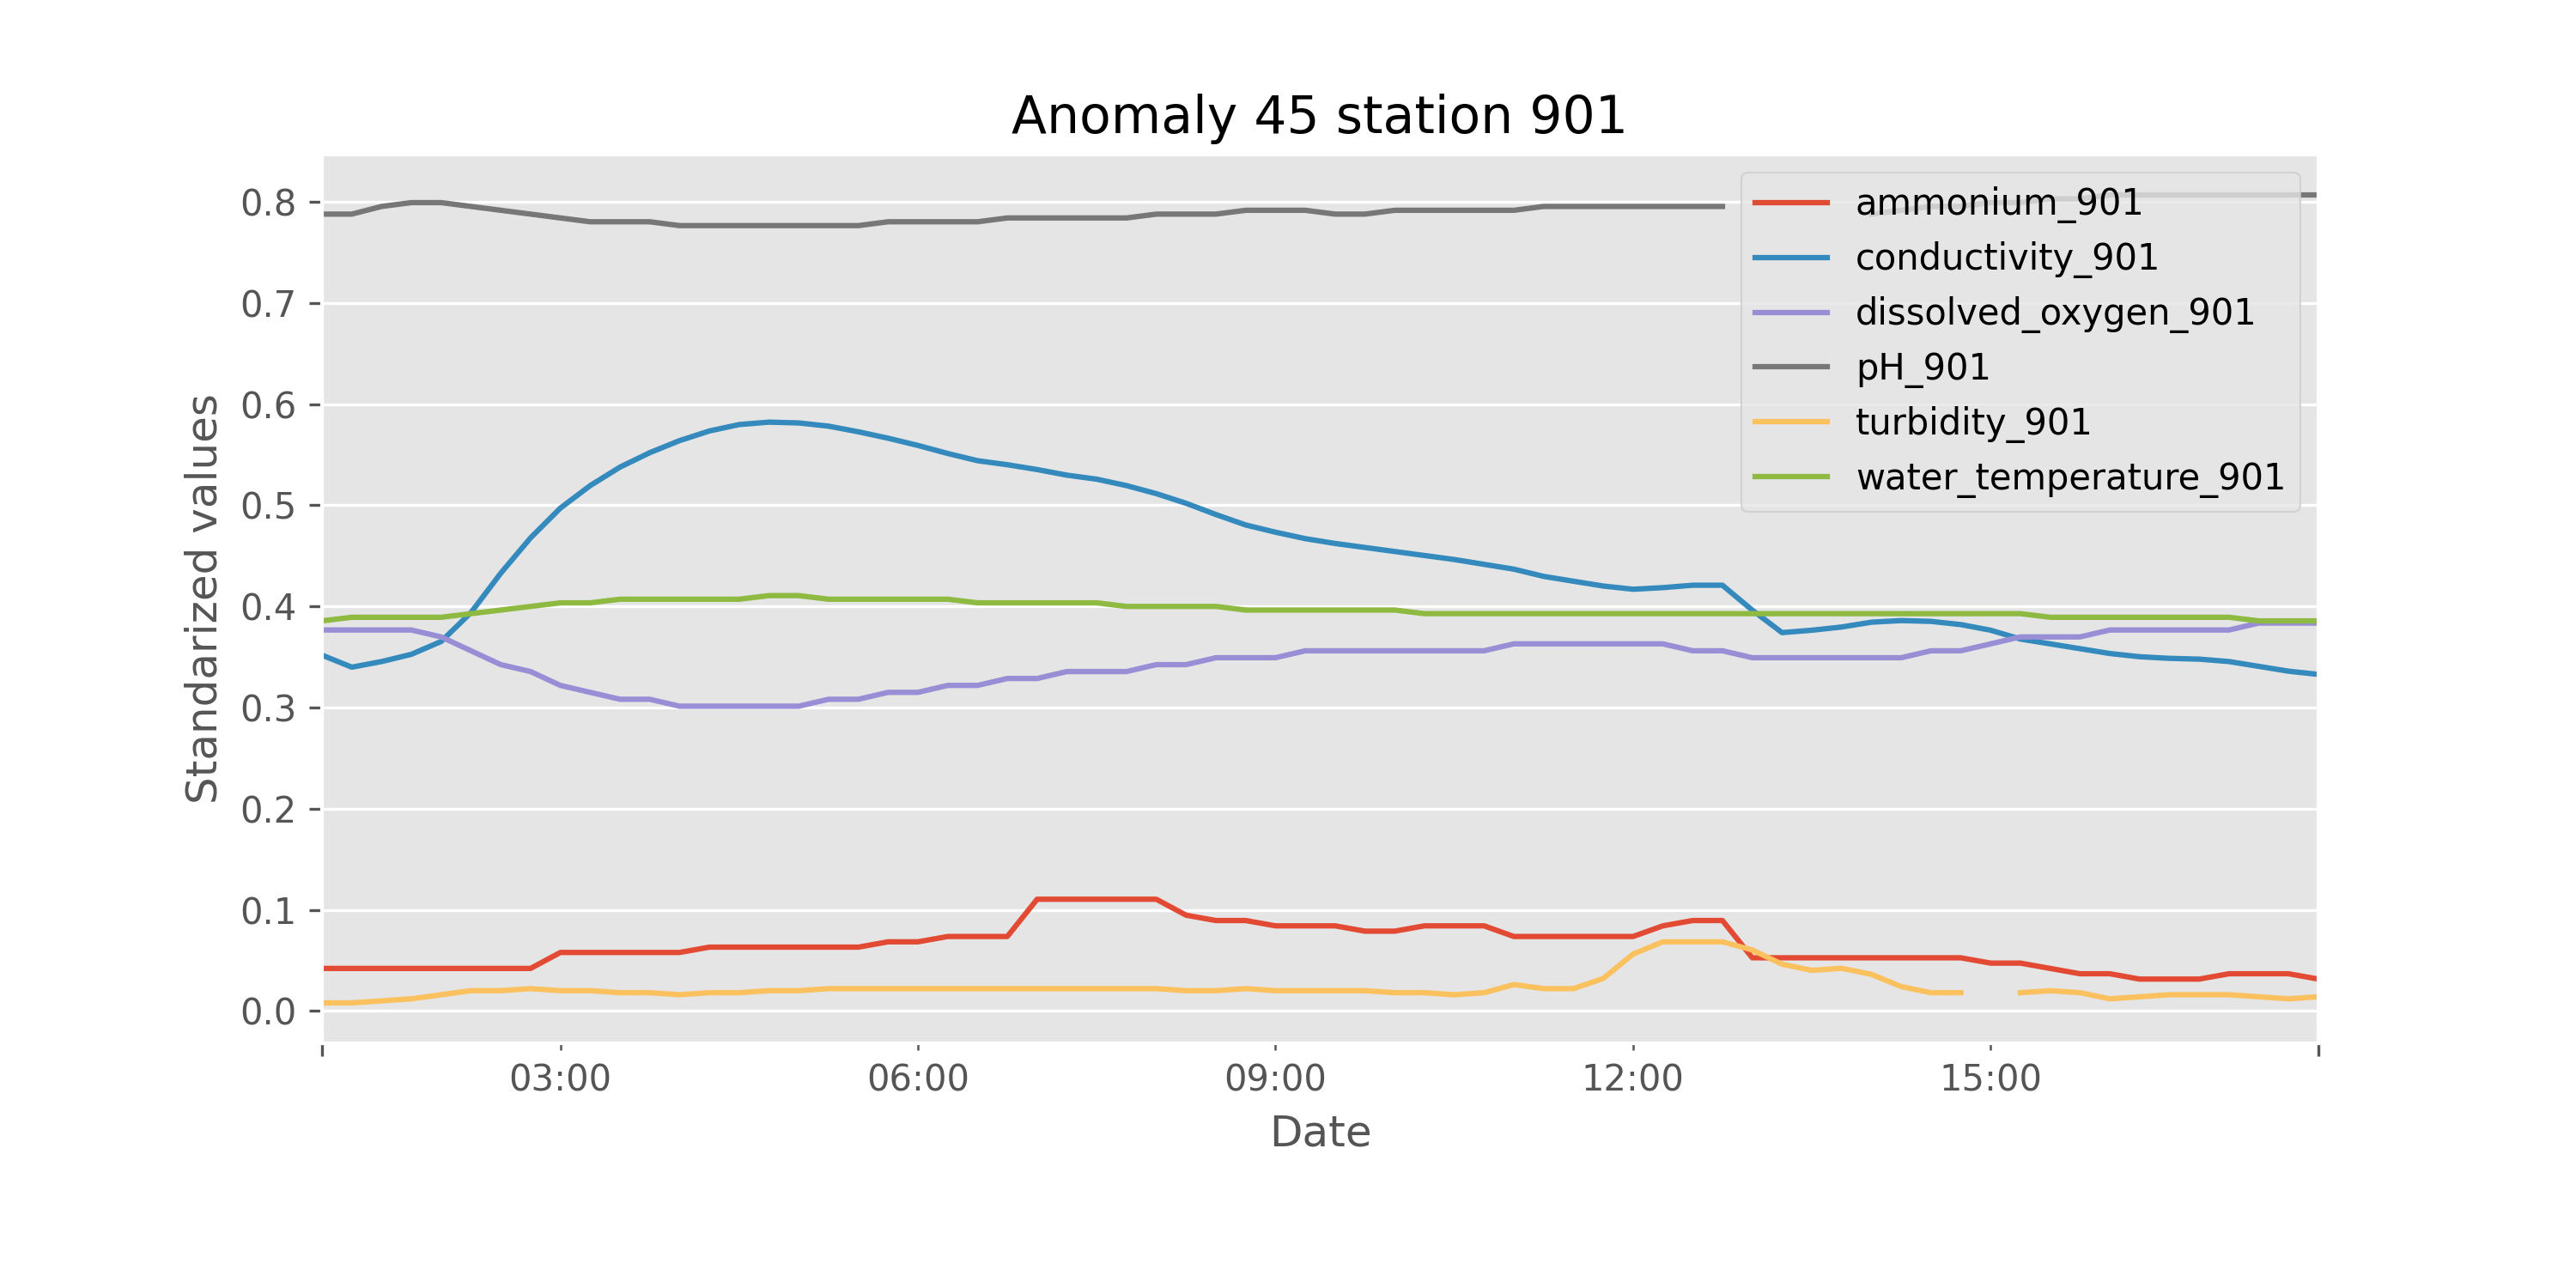 Anomaly 45 station 901
ammonium_901
conductivity_901
dissolved_oxygen_901
pH_901
turbidity_901
water_temperature_901
Standarized values
0.8
0.7
0.6
0.5
0.4
0.3
0.2
0.1
0.0
03:00 06:00 09:00 12:00 15:00
Date